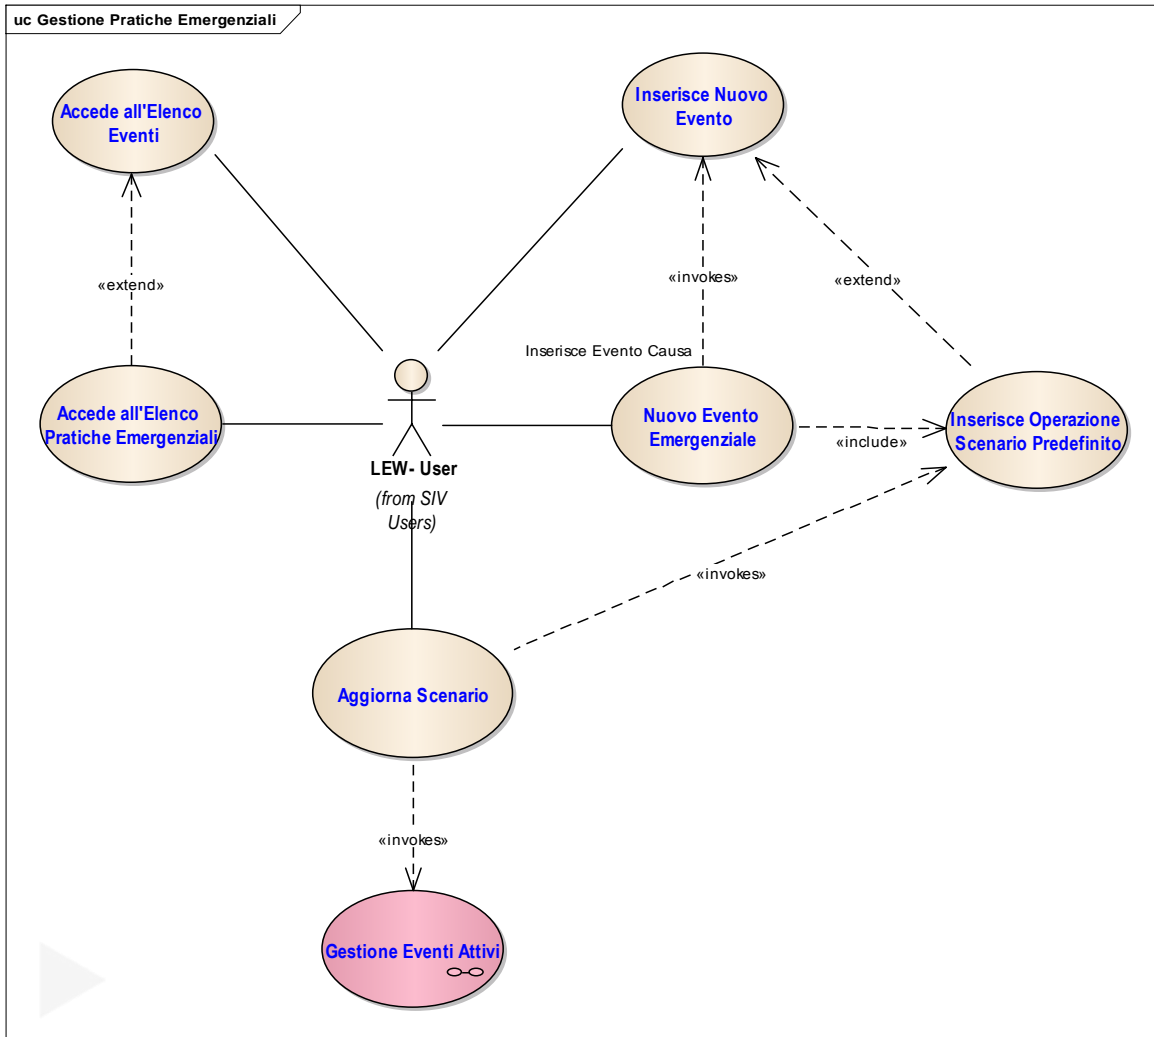 uc Gestione Pratiche Emergenziali
Accede all'Elenco
Eventi
Inserisce Nuovo
Evento
«extend»
«invokes»
«extend»
Inserisce Evento Causa
Accede all'Elenco
Pratiche Emergenziali
Nuovo Evento
Emergenziale
«include»
Inserisce Operazione
Scenario Predefinito
LEW- User
(from SIV
Users)
«invokes»
Aggiorna Scenario
«invokes»
Gestione Eventi Attivi